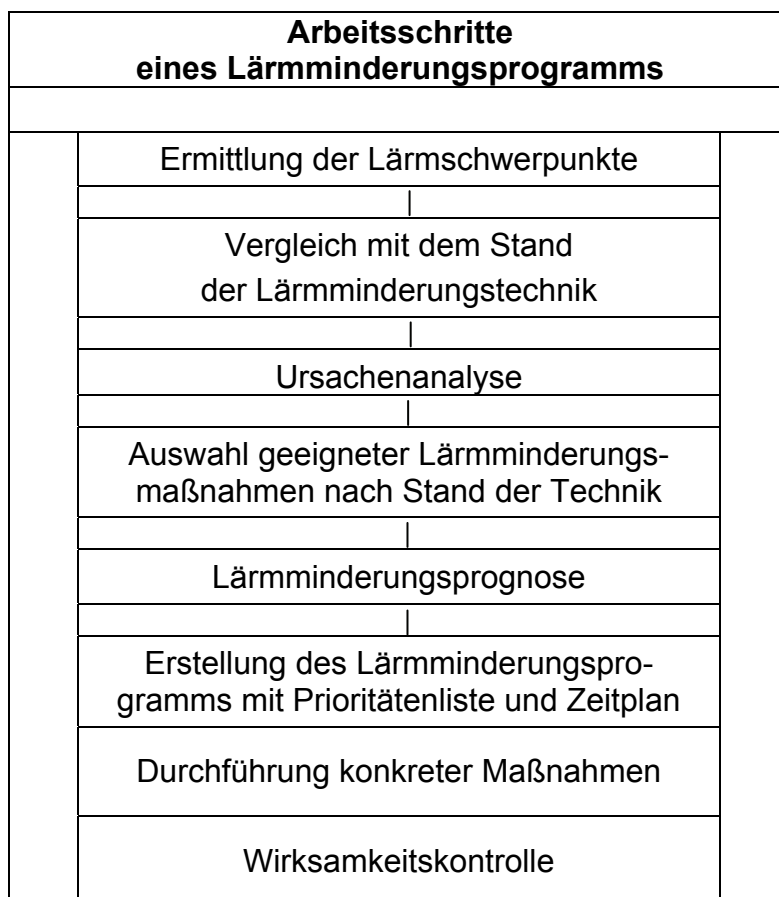 Arbeitsschritte
eines Lärmminderungsprogramms
Ermittlung der Lärmschwerpunkte
|
Vergleich mit dem Stand
der Lärmminderungstechnik
|
Ursachenanalyse
|
Auswahl geeigneter Lärmminderungs-
maßnahmen nach Stand der Technik
|
Lärmminderungsprognose
|
Erstellung des Lärmminderungspro-
gramms mit Prioritätenliste und Zeitplan
Durchführung konkreter Maßnahmen
Wirksamkeitskontrolle